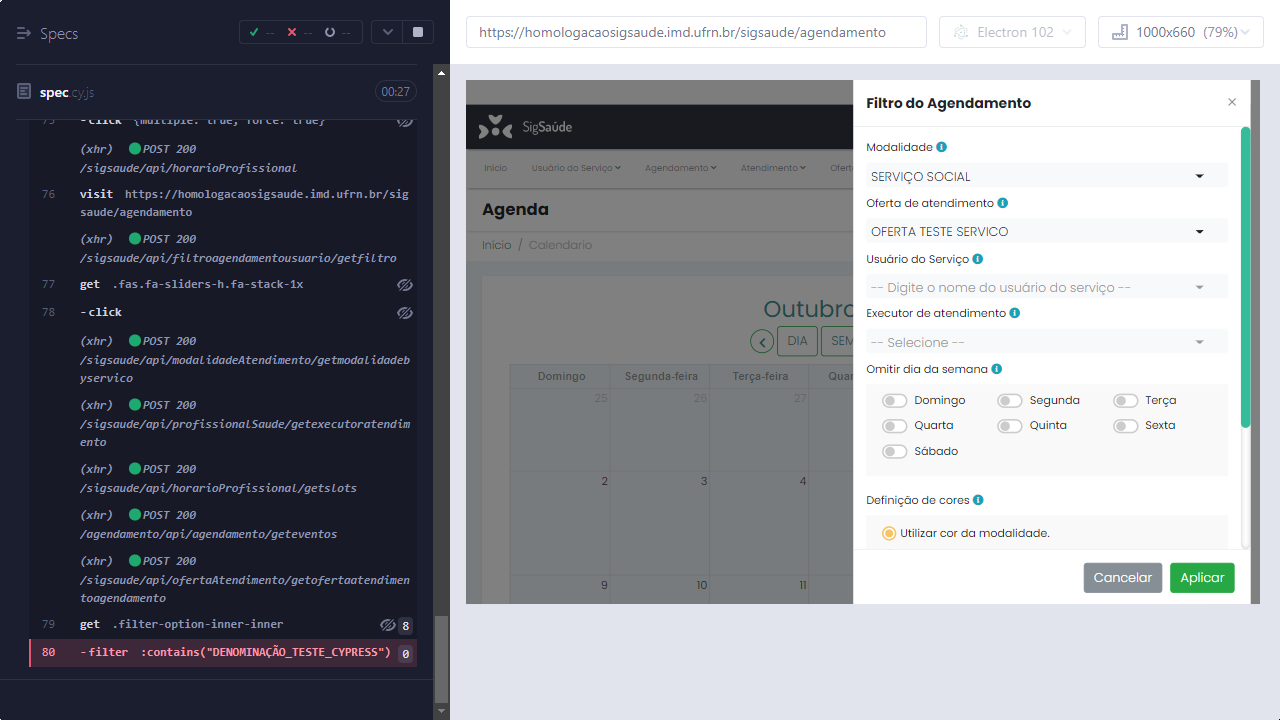 Specs
-- -- --
spec.cy.js
00:27
75 -click {multiple: true, force: true}
(xhr) POST 200
/sigsaude/api/horarioProfissional
76 visit https://homologacaosigsaude.imd.ufrn.br/sig
saude/agendamento
(xhr) POST 200
/sigsaude/api/filtroagendamentousuario/getfiltro
77 get .fas.fa-sliders-h.fa-stack-1x
78 -click
(xhr) POST 200
/sigsaude/api/modalidadeAtendimento/getmodalidadeb
yservico
(xhr) POST 200
/sigsaude/api/profissionalSaude/getexecutoratendim
ento
(xhr) POST 200
/sigsaude/api/horarioProfissional/getslots
(xhr) POST 200
/agendamento/api/agendamento/geteventos
(xhr) POST 200
/sigsaude/api/ofertaAtendimento/getofertaatendimen
toagendamento
79 get .filter-option-inner-inner 8
80 -filter :contains("DENOMINAÇÃO_TESTE_CYPRESS") 0
https://homologacaosigsaude.imd.ufrn.br/sigsaude/agendamento
Electron 102
1000x660 (79%)
SigSaúde
Início Usuário do Serviço Agendamento Atendimento Ofert
Agenda
Início / Calendario
Outubro
DIA SEM
Domingo Segunda-feira Terça-feira Quar
25 26 27
2 3 4
9 10 11
Filtro do Agendamento ×
Modalidade
SERVIÇO SOCIAL
Oferta de atendimento
OFERTA TESTE SERVICO
Usuário do Serviço
-- Digite o nome do usuário do serviço --
Executor de atendimento
-- Selecione --
Omitir dia da semana
Domingo Segunda Terça
Quarta Quinta Sexta
Sábado
Definição de cores
Utilizar cor da modalidade.
Cancelar Aplicar